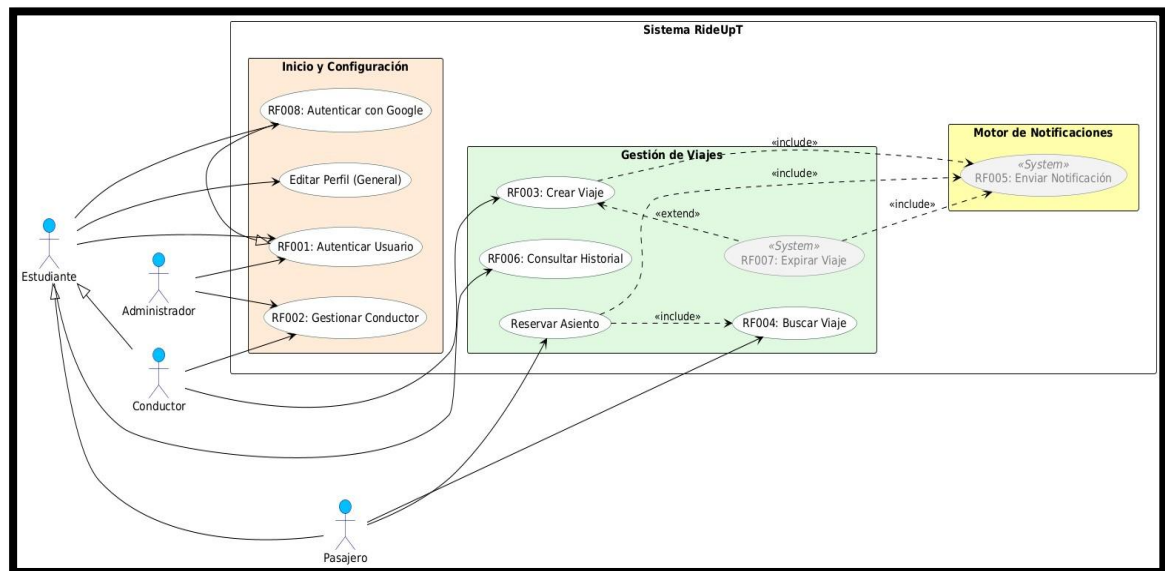 Sistema RideUpT
Inicio y Configuración
RF008: Autenticar con Google
Editar Perfil (General)
RF001: Autenticar Usuario
RF002: Gestionar Conductor
Gestión de Viajes
RF003: Crear Viaje
«extend»
«System»
RF007: Expirar Viaje
RF006: Consultar Historial
Reservar Asiento
«include»
RF004: Buscar Viaje
«include»
«include»
«include»
Motor de Notificaciones
«System»
RF005: Enviar Notificación
Estudiante
Administrador
Conductor
Pasajero